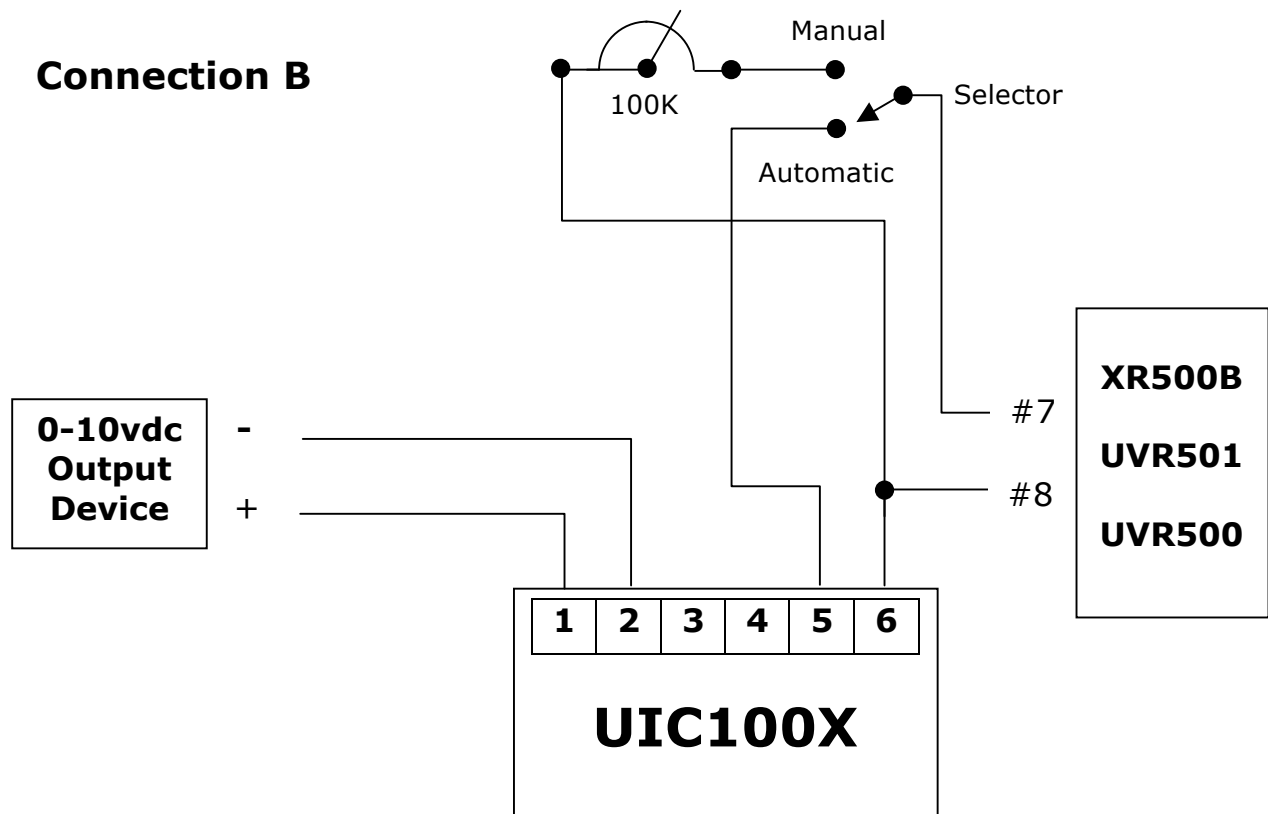 Connection B
Manual
100K
Selector
Automatic
XR500B
#7
0-10vdc
-
Output
UVR501
Device
+
#8
UVR500
1 2 3 4 5 6
UIC100X